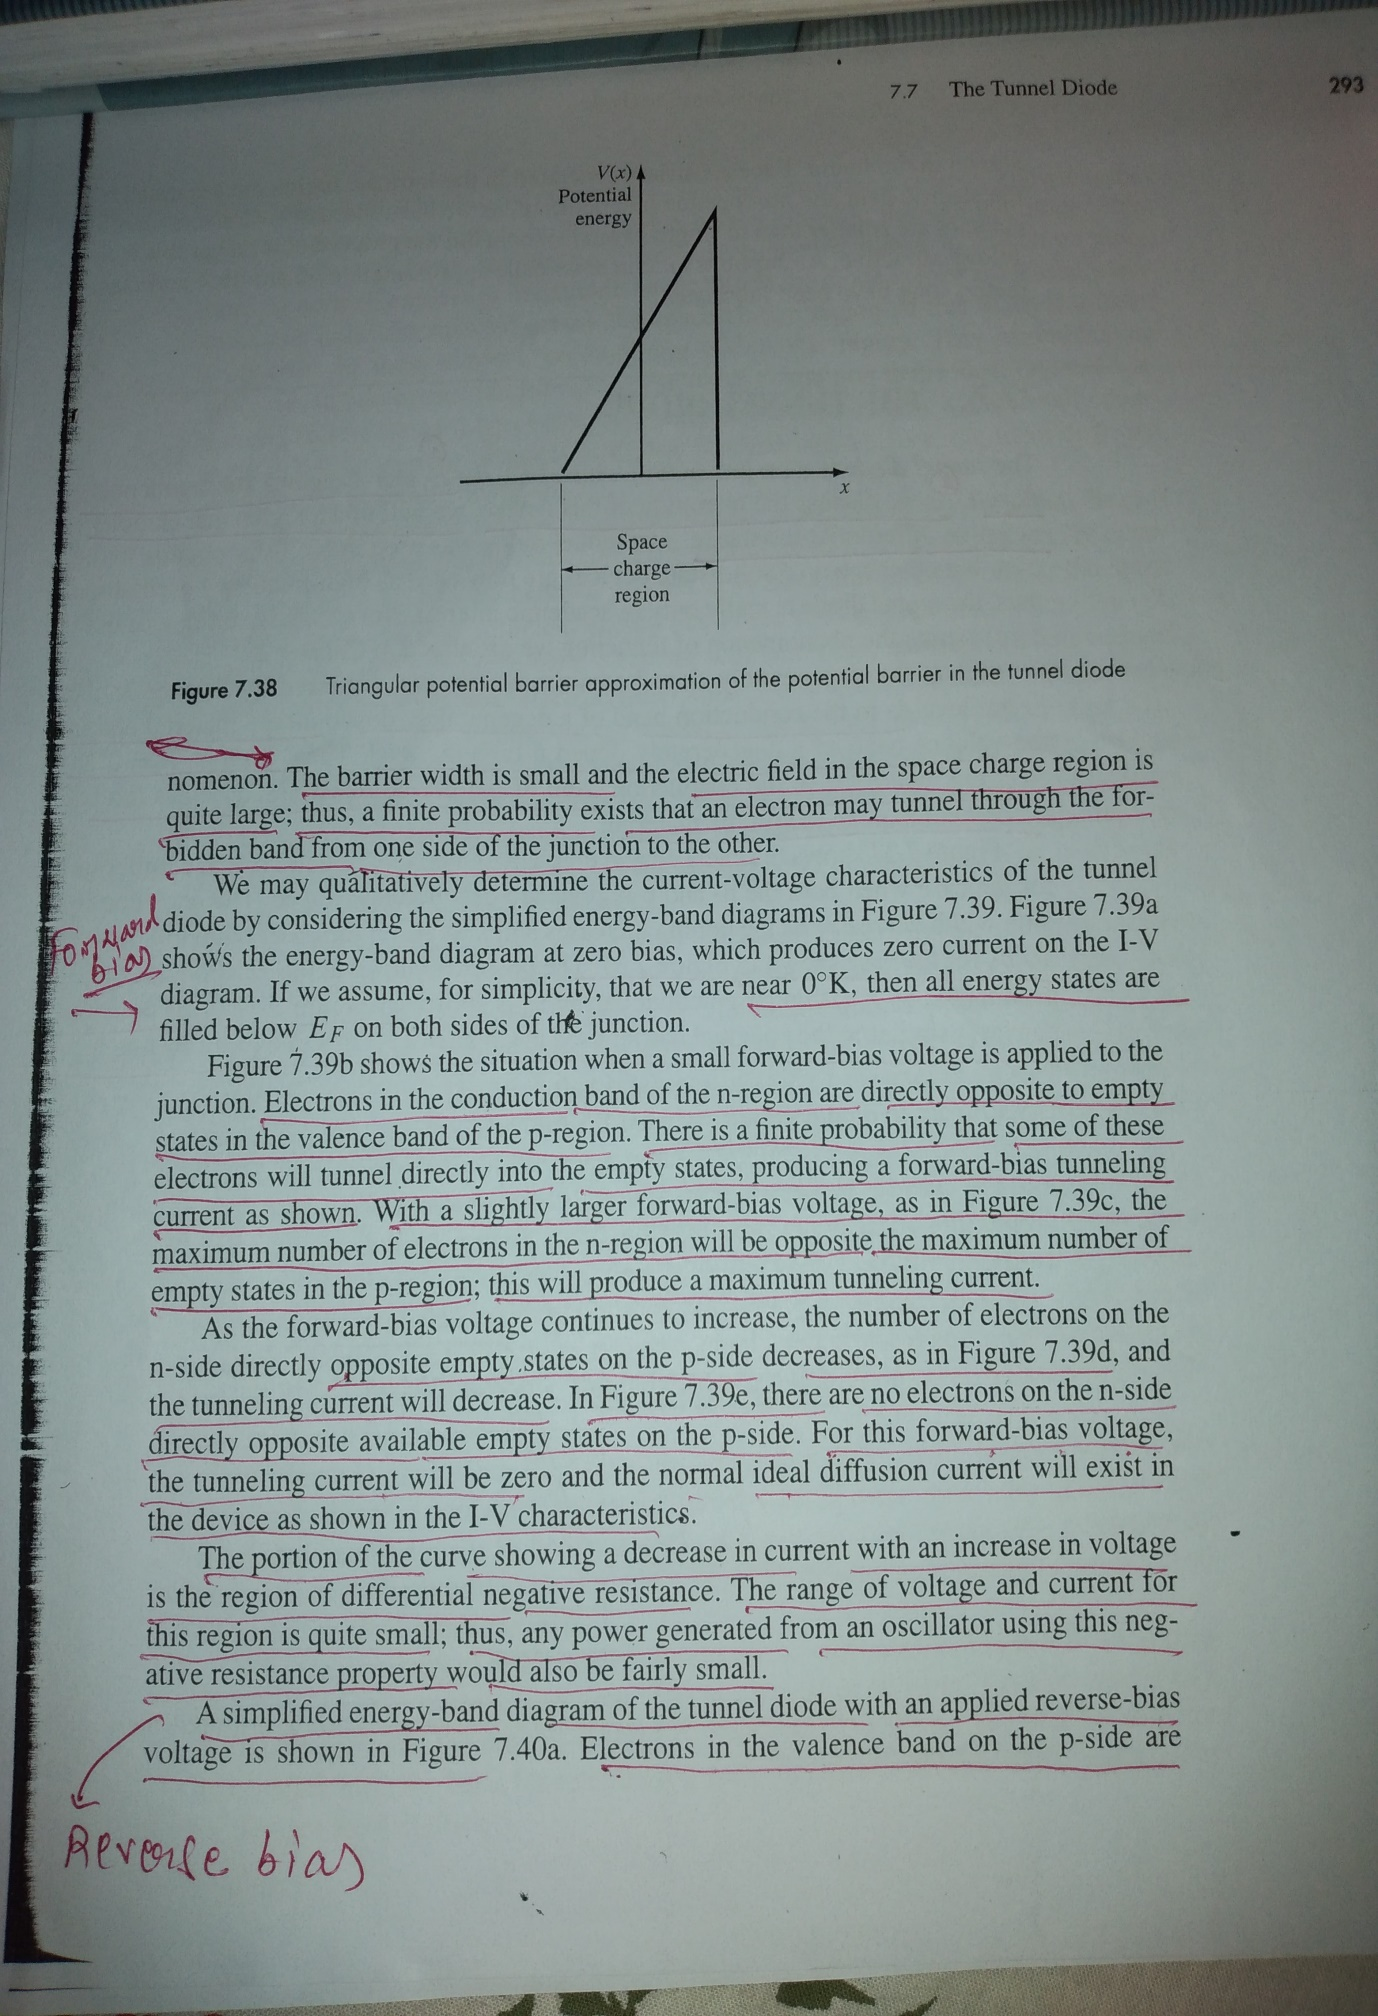 7.7 The Tunnel Diode 293
V(x)
Potential
energy
x
Space
charge
region
Figure 7.38 Triangular potential barrier approximation of the potential barrier in the tunnel diode
nomenon. The barrier width is small and the electric field in the space charge region is
quite large; thus, a finite probability exists that an electron may tunnel through the for-
bidden band from one side of the junction to the other.
We may qualitatively determine the current-voltage characteristics of the tunnel
diode by considering the simplified energy-band diagrams in Figure 7.39. Figure 7.39a
shows the energy-band diagram at zero bias, which produces zero current on the I-V
diagram. If we assume, for simplicity, that we are near 0°K, then all energy states are
filled below EF on both sides of the junction.
Forward
bias
Figure 7.39b shows the situation when a small forward-bias voltage is applied to the
junction. Electrons in the conduction band of the n-region are directly opposite to empty
states in the valence band of the p-region. There is a finite probability that some of these
electrons will tunnel directly into the empty states, producing a forward-bias tunneling
current as shown. With a slightly larger forward-bias voltage, as in Figure 7.39c, the
maximum number of electrons in the n-region will be opposite the maximum number of
empty states in the p-region; this will produce a maximum tunneling current.
As the forward-bias voltage continues to increase, the number of electrons on the
n-side directly opposite empty states on the p-side decreases, as in Figure 7.39d, and
the tunneling current will decrease. In Figure 7.39e, there are no electrons on the n-side
directly opposite available empty states on the p-side. For this forward-bias voltage,
the tunneling current will be zero and the normal ideal diffusion current will exist in
the device as shown in the I-V characteristics.
The portion of the curve showing a decrease in current with an increase in voltage
is the region of differential negative resistance. The range of voltage and current for
this region is quite small; thus, any power generated from an oscillator using this neg-
ative resistance property would also be fairly small.
A simplified energy-band diagram of the tunnel diode with an applied reverse-bias
voltage is shown in Figure 7.40a. Electrons in the valence band on the p-side are
Reverse bias